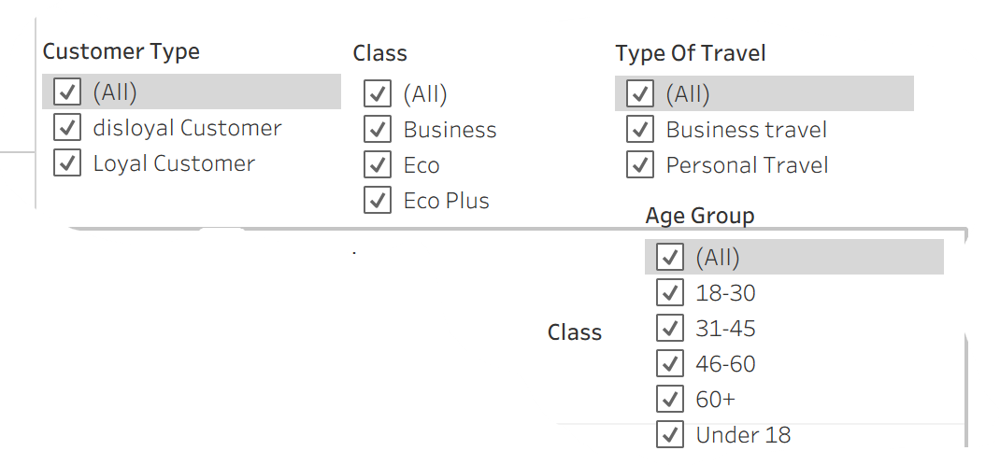 Customer Type
(All)
disloyal Customer
Loyal Customer
Class
(All)
Business
Eco
Eco Plus
.
Type Of Travel
(All)
Business travel
Personal Travel
Age Group
(All)
18-30
31-45
46-60
60+
Under 18
Class